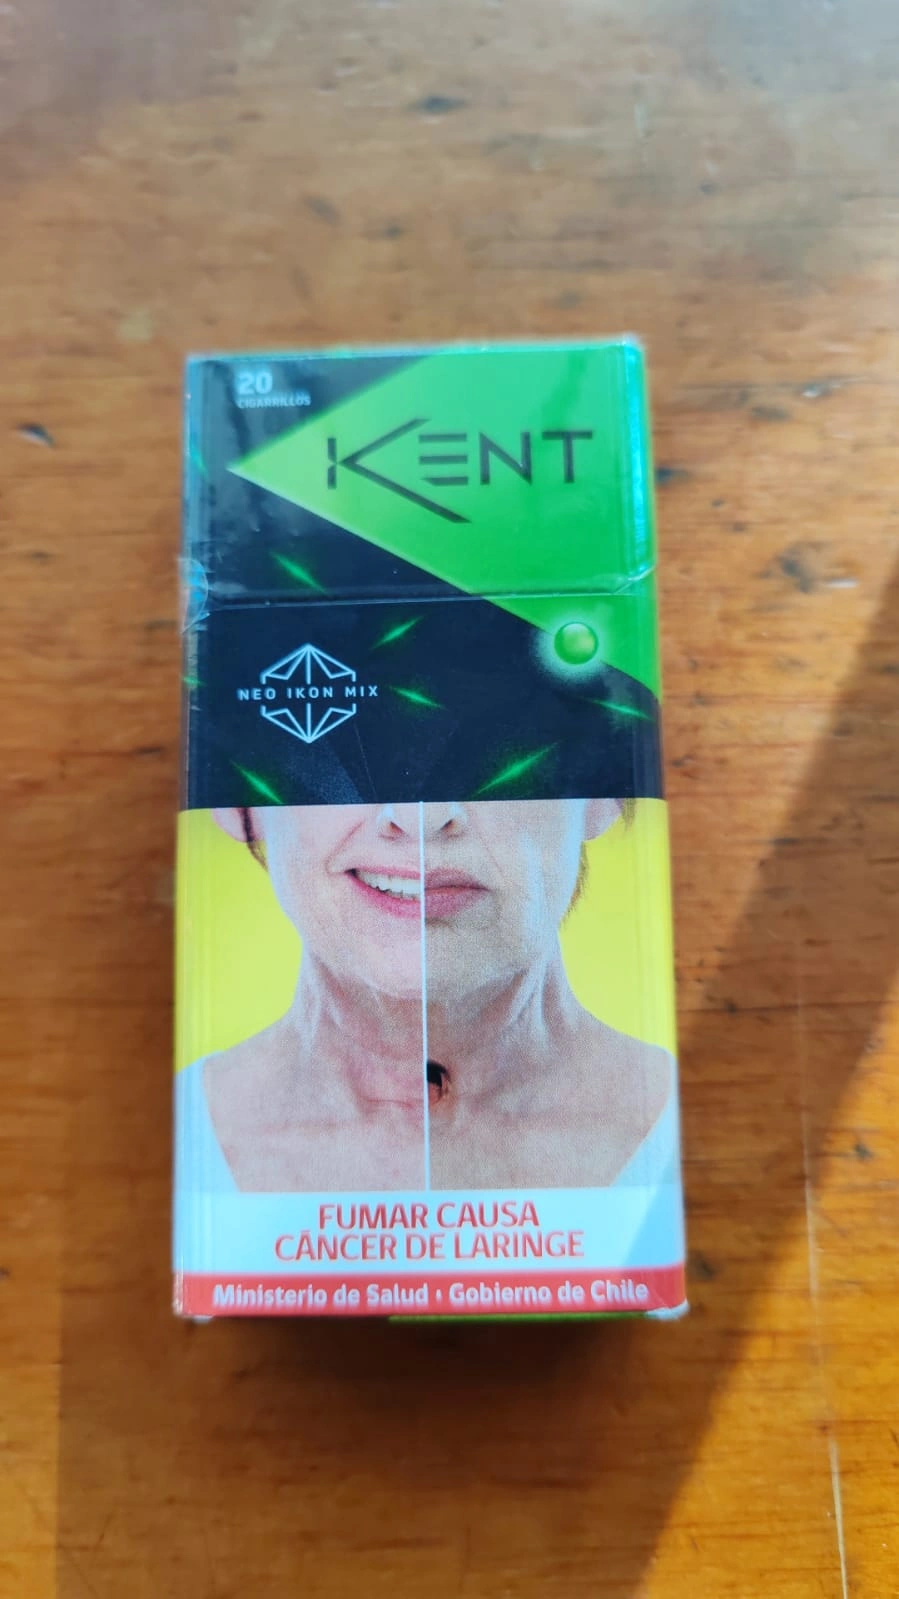 20
CIGARRILLOS
KENT
NEO IKON MIX
FUMAR CAUSA
CÁNCER DE LARINGE
Ministerio de Salud • Gobierno de Chile